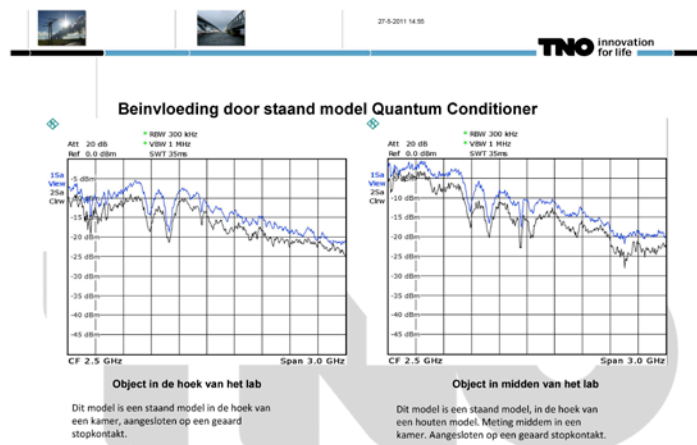 27-5-2011 14:55
TNO innovation
for life
Beinvloeding door staand model Quantum Conditioner
RBW 300 kHz
Att 20 dB VBW 1 MHz
Ref 0.0 dBm SWT 35ms
1Sa
View
2Sa
Clrw
-5 dBm
-15
-20 dBm
-25 dBm
-30 dBm
-35 dBm
-40 dBm
-45 dBm
CF 2.5 GHz Span 3.0 GHz
RBW 300 kHz
Att 20 dB VBW 1 MHz
Ref 0.0 dBm SWT 35ms
1Sa
View
2Sa
Clrw
-10 dBm
-15 dBm
-20 dBm
-25 dBm
-30 dBm
-35 dBm
-40 dBm
-45 dBm
CF 2.5 GHz Span 3.0 GHz
Object in de hoek van het lab
Dit model is een staand model in de hoek van
een kamer, aangesloten op een geaard
stopkontakt.
Object in midden van het lab
Dit model is een staand model, in de hoek van
een houten model. Meting middem in een
kamer. Aangesloten op een geaard stopkontakt.
TNO